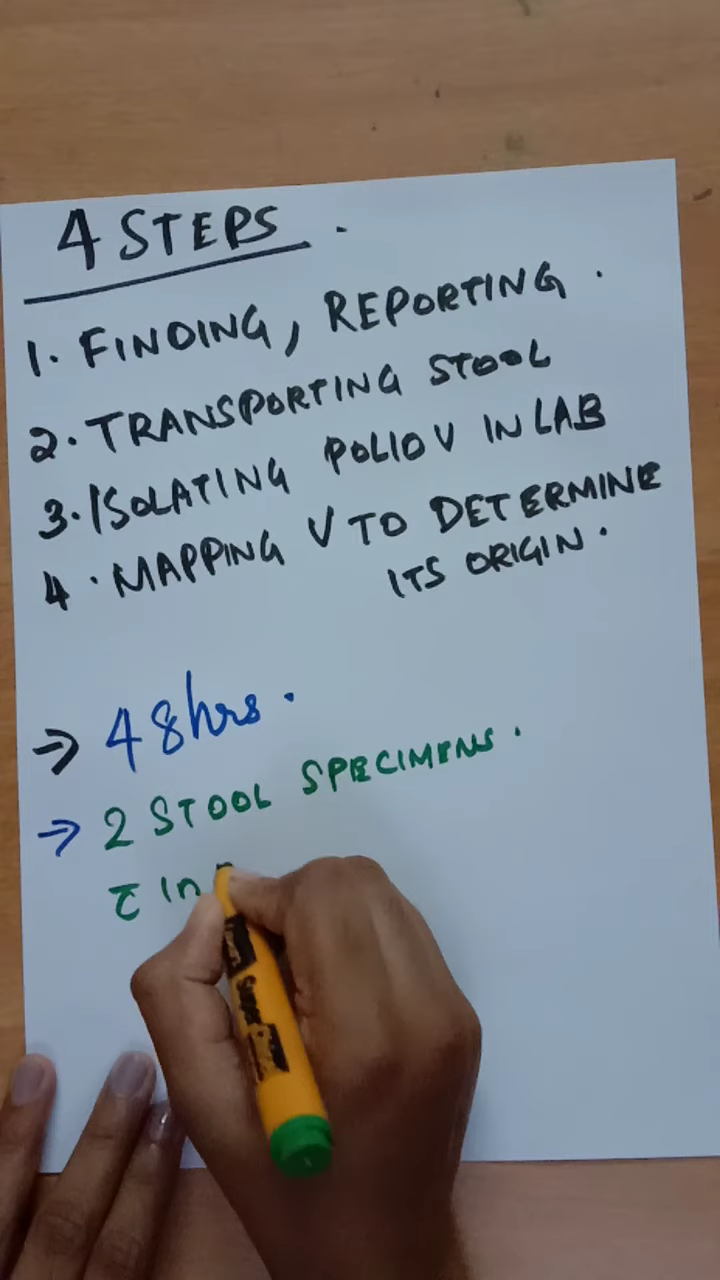 4 STEPS.
1. FINDING, REPORTING.
2. TRANSPORTING STOOL
3. ISOLATING POLIO V IN LAB
4. MAPPING V TO DETERMINE
ITS ORIGIN.
→ 48hrs.
→ 2 STOOL SPECIMENS.
in